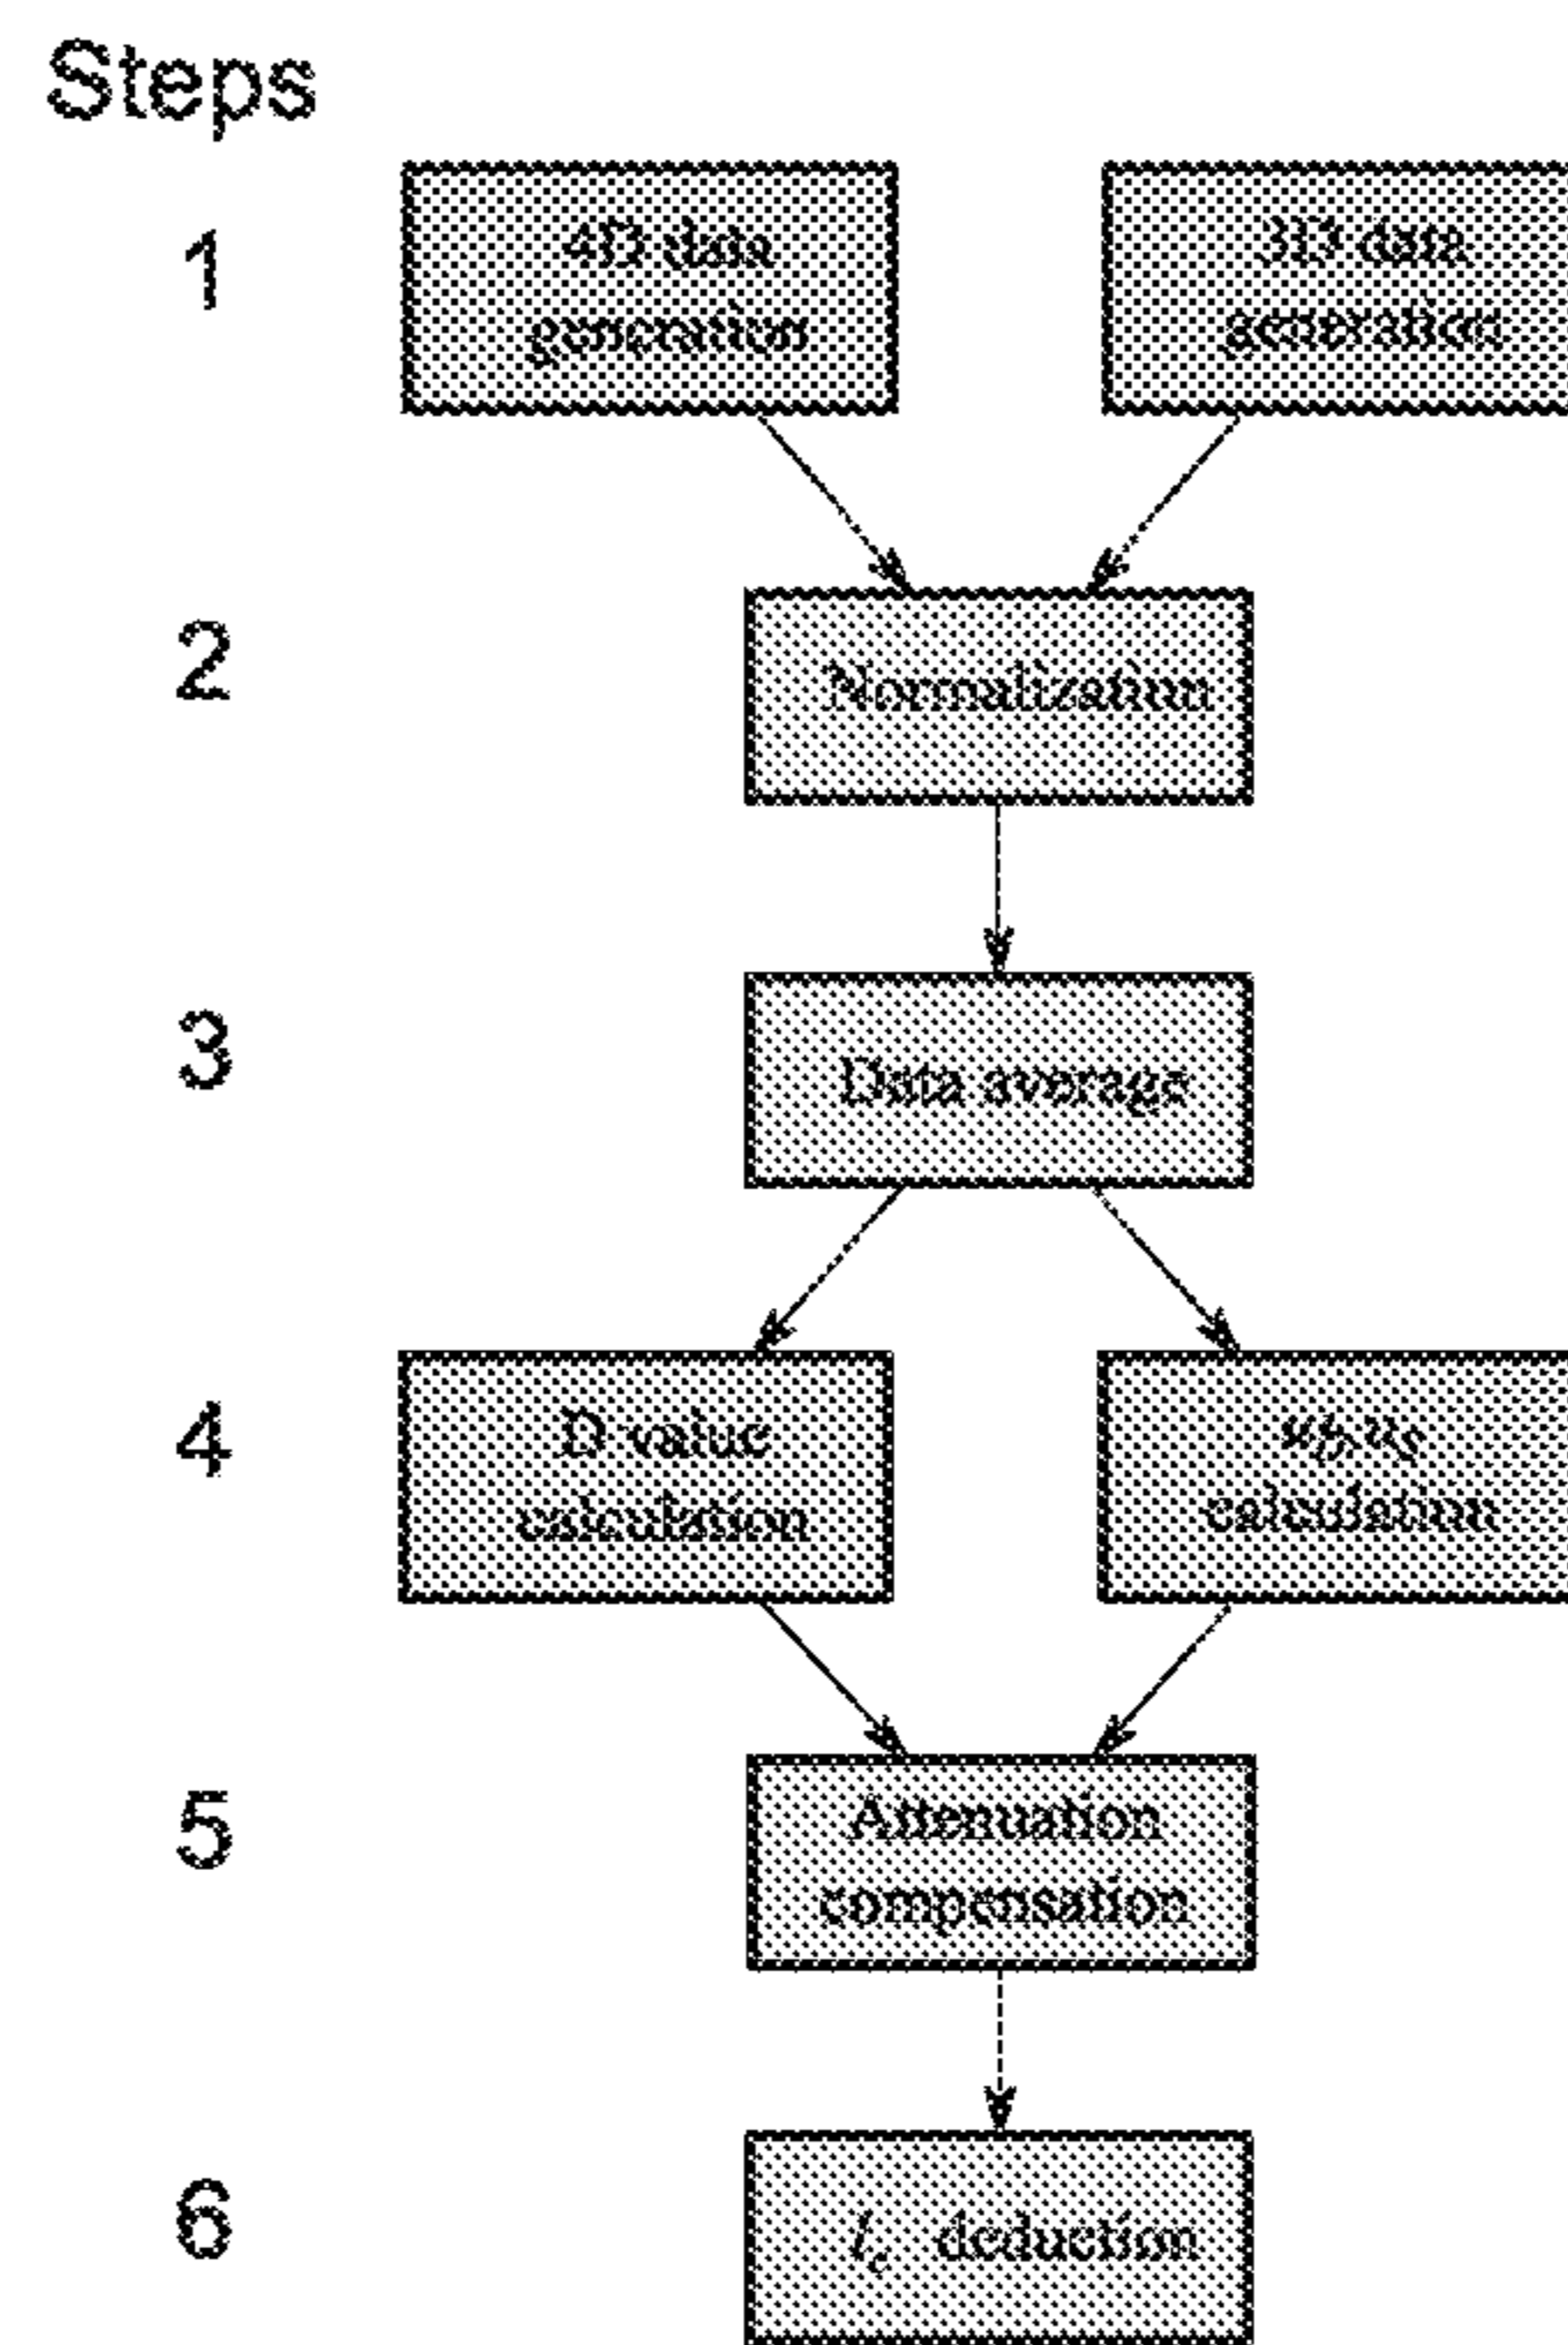 Steps
1
4D data
generation
3D data
generation
2
Normalization
3
Data average
4
D value
calculation
calculation
5
Attenuation
compensation
6
lc deduction